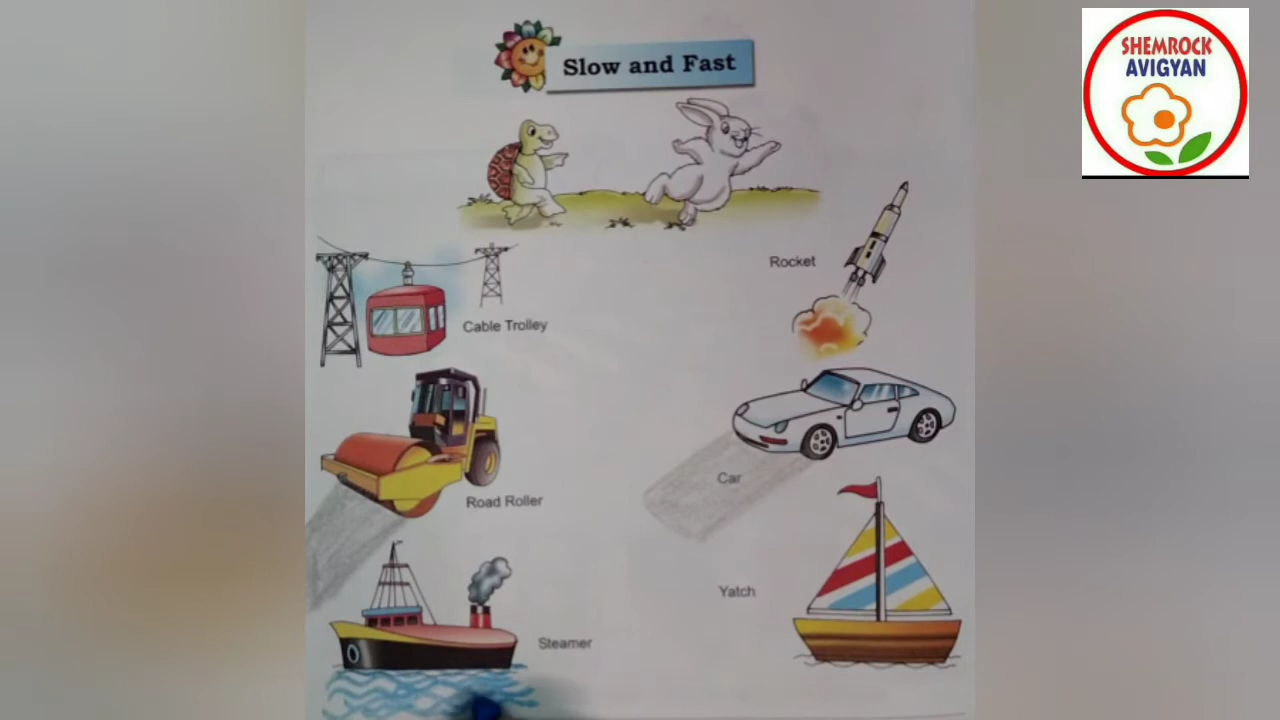 SHEMROCK
AVIGYAN
Slow and Fast
Rocket
Cable Trolley
Car
Road Roller
Yatch
Steamer